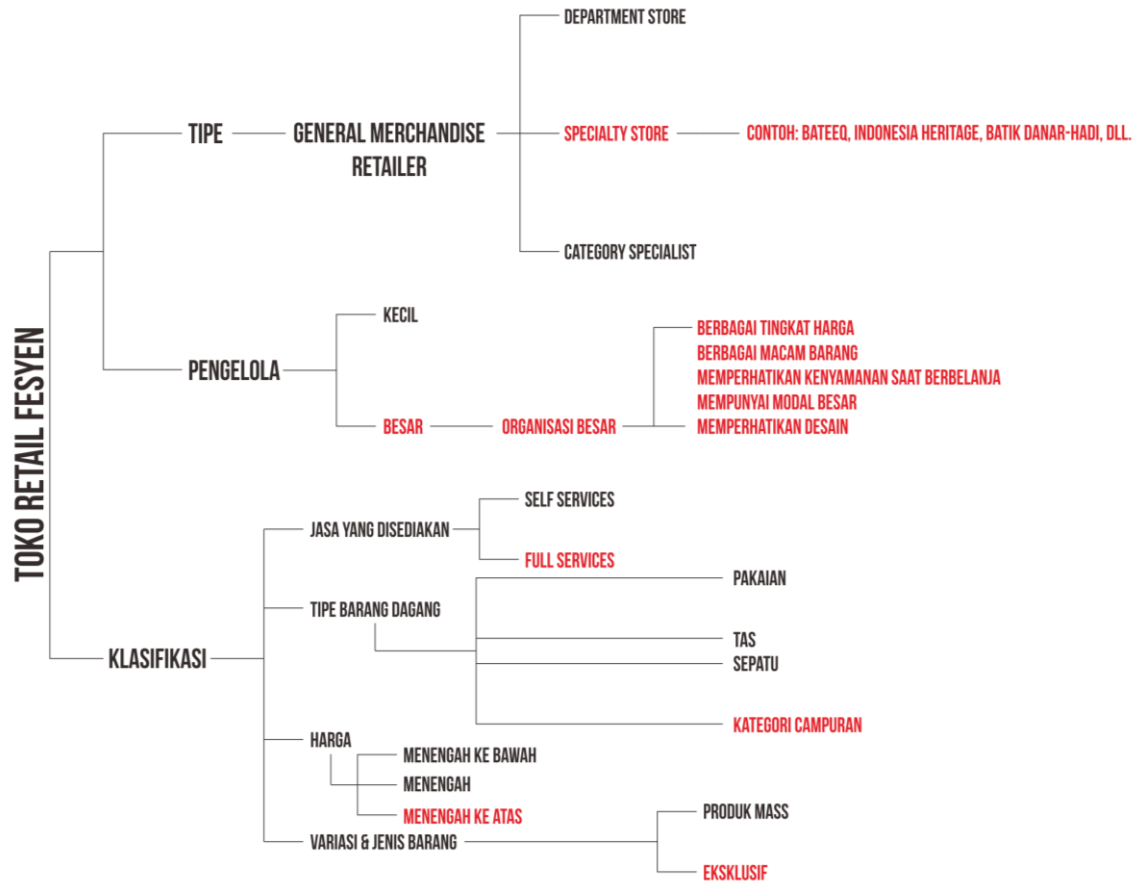 TOKO RETAIL FESYEN
TIPE
GENERAL MERCHANDISE
RETAILER
DEPARTMENT STORE
SPECIALTY STORE
CONTOH: BATEEQ, INDONESIA HERITAGE, BATIK DANAR-HADI, DLL.
CATEGORY SPECIALIST
PENGELOLA
KECIL
BESAR
ORGANISASI BESAR
BERBAGAI TINGKAT HARGA
BERBAGAI MACAM BARANG
MEMPERHATIKAN KENYAMANAN SAAT BERBELANJA
MEMPUNYAI MODAL BESAR
MEMPERHATIKAN DESAIN
KLASIFIKASI
JASA YANG DISEDIAKAN
SELF SERVICES
FULL SERVICES
TIPE BARANG DAGANG
PAKAIAN
TAS
SEPATU
KATEGORI CAMPURAN
HARGA
MENENGAH KE BAWAH
MENENGAH
MENENGAH KE ATAS
VARIASI & JENIS BARANG
PRODUK MASS
EKSKLUSIF